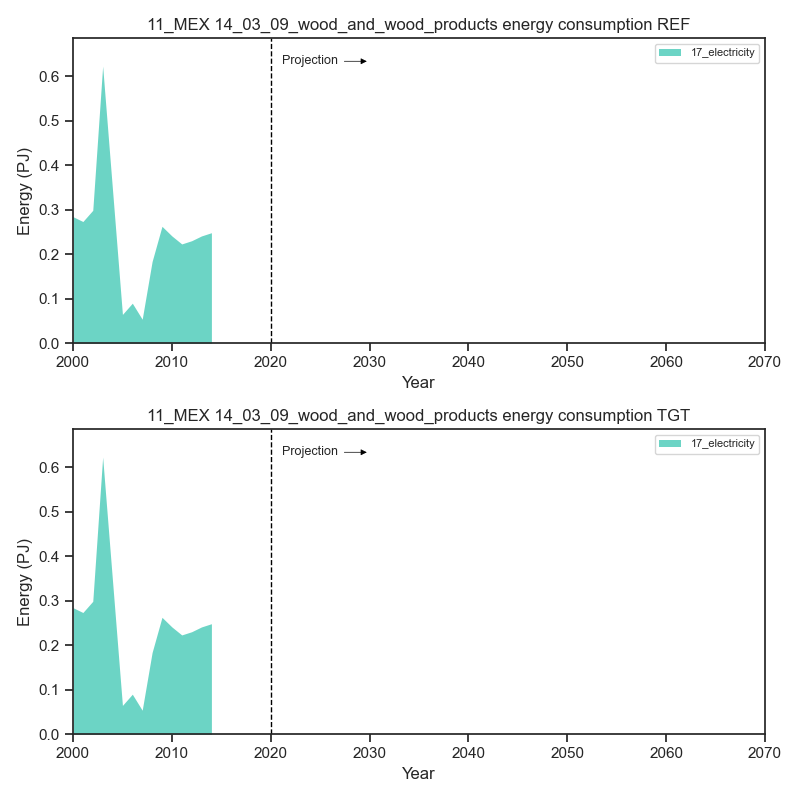 11_MEX 14_03_09_wood_and_wood_products energy consumption REF
17_electricity
Projection
Energy (PJ)
0.6
0.5
0.4
0.3
0.2
0.1
0.0
2000 2010 2020 2030 2040 2050 2060 2070
Year
11_MEX 14_03_09_wood_and_wood_products energy consumption TGT
17_electricity
Projection
Energy (PJ)
0.6
0.5
0.4
0.3
0.2
0.1
0.0
2000 2010 2020 2030 2040 2050 2060 2070
Year